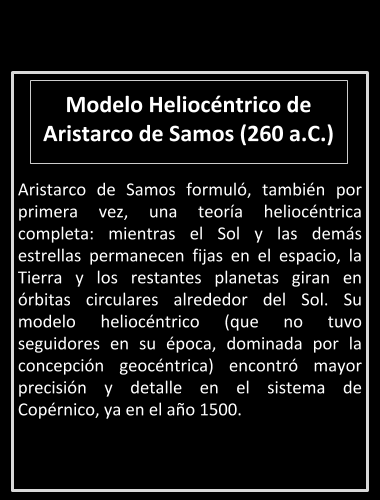 Modelo Heliocéntrico de
Aristarco de Samos (260 a.C.)
Aristarco de Samos formuló, también por
primera vez, una teoría heliocéntrica
completa: mientras el Sol y las demás
estrellas permanecen fijas en el espacio, la
Tierra y los restantes planetas giran en
órbitas circulares alrededor del Sol. Su
modelo heliocéntrico (que no tuvo
seguidores en su época, dominada por la
concepción geocéntrica) encontró mayor
precisión y detalle en el sistema de
Copérnico, ya en el año 1500.